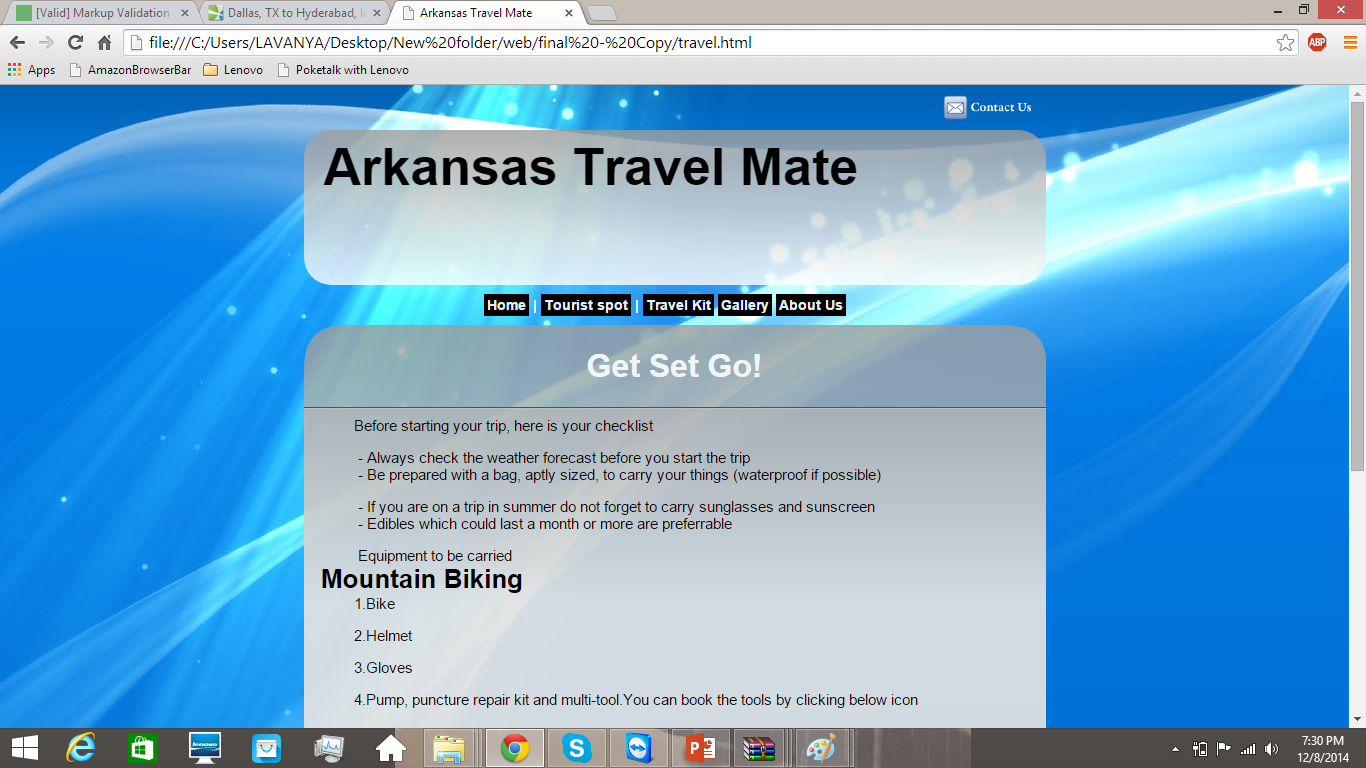 [Valid] Markup Validation
Dallas, TX to Hyderabad, I
Arkansas Travel Mate
file:///C:/Users/LAVANYA/Desktop/New%20folder/web/final%20-%20Copy/travel.html
ABP
Apps AmazonBrowserBar Lenovo Poketalk with Lenovo
Contact Us
Arkansas Travel Mate
Home | Tourist spot | Travel Kit Gallery About Us
Get Set Go!
Before starting your trip, here is your checklist
- Always check the weather forecast before you start the trip
- Be prepared with a bag, aptly sized, to carry your things (waterproof if possible)
- If you are on a trip in summer do not forget to carry sunglasses and sunscreen
- Edibles which could last a month or more are preferrable
Equipment to be carried
Mountain Biking
1.Bike
2.Helmet
3.Gloves
4.Pump, puncture repair kit and multi-tool.You can book the tools by clicking below icon
lenovo
7:30 PM
12/8/2014